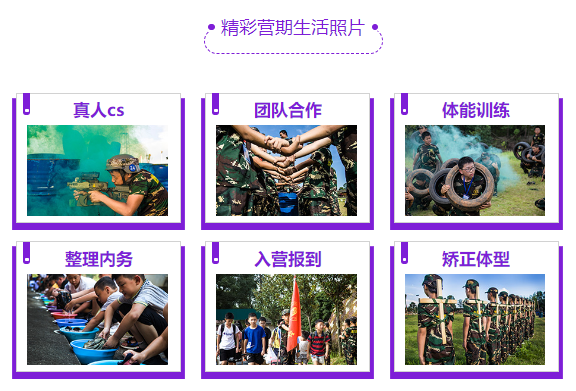 精彩营期生活照片
真人cs
团队合作
体能训练
整理内务
入营报到
矫正体型